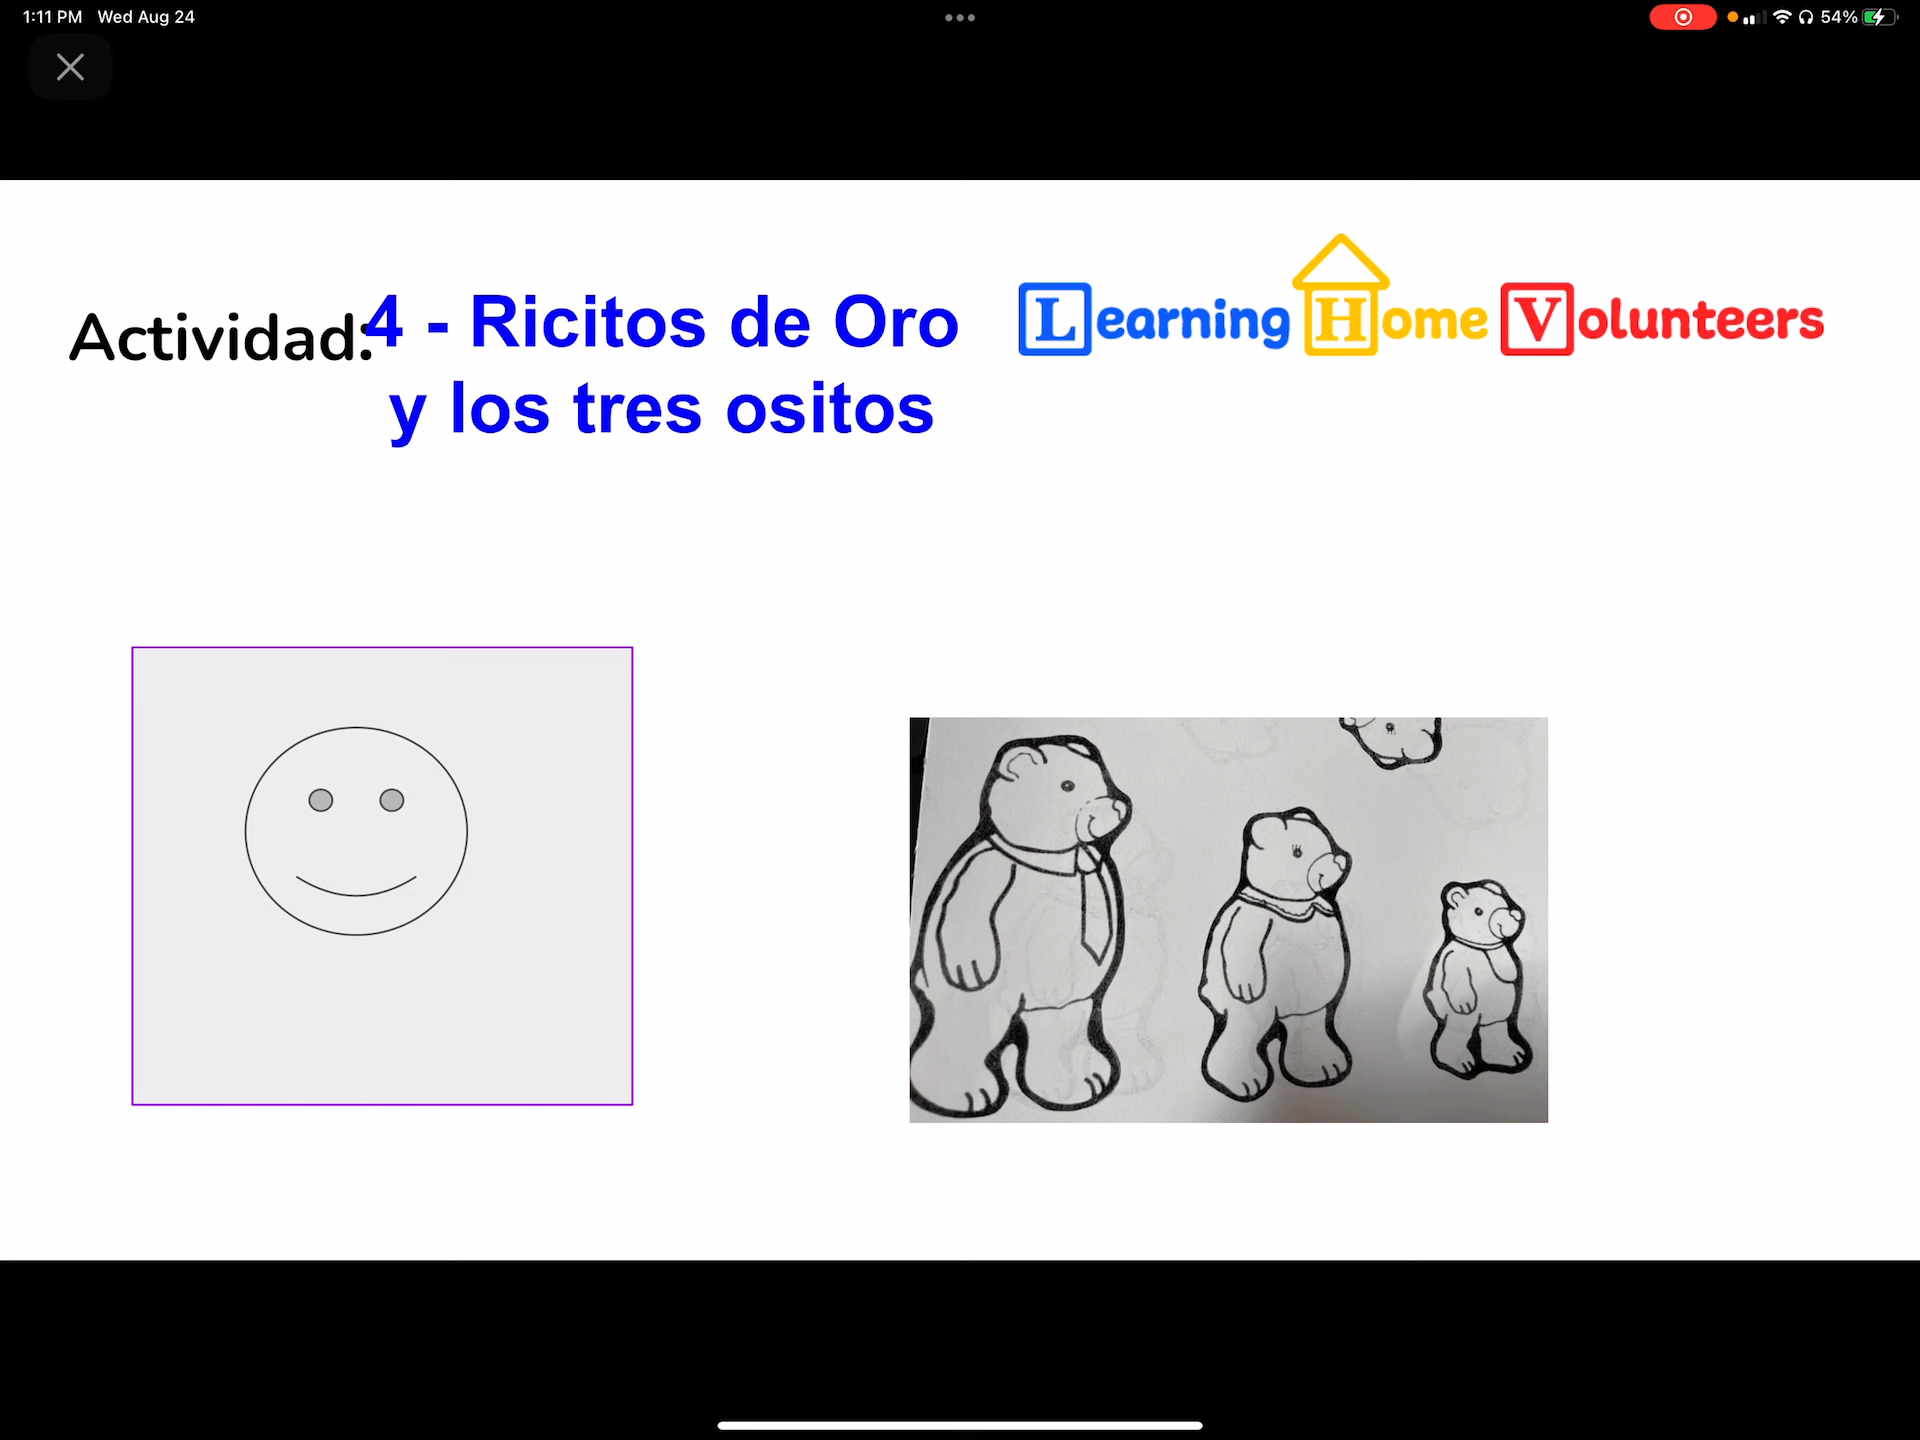 1:11 PM Wed Aug 24
54%
Actividad:
4 - Ricitos de Oro
y los tres ositos
Learning Home Volunteers